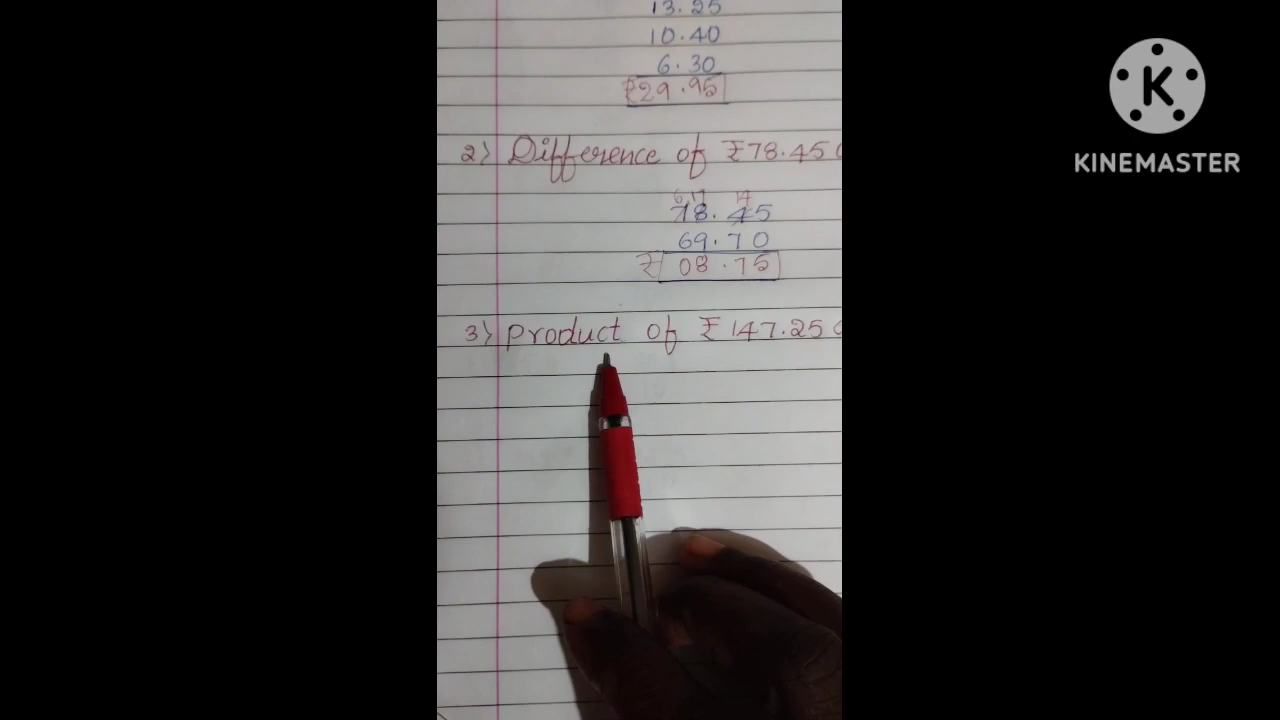 13.25
10.40
6.30
₹29.95
2) Difference of ₹78.45
6 17 14
78.45
69.70
₹ 08.75
3) product of ₹147.25
K
KINEMASTER